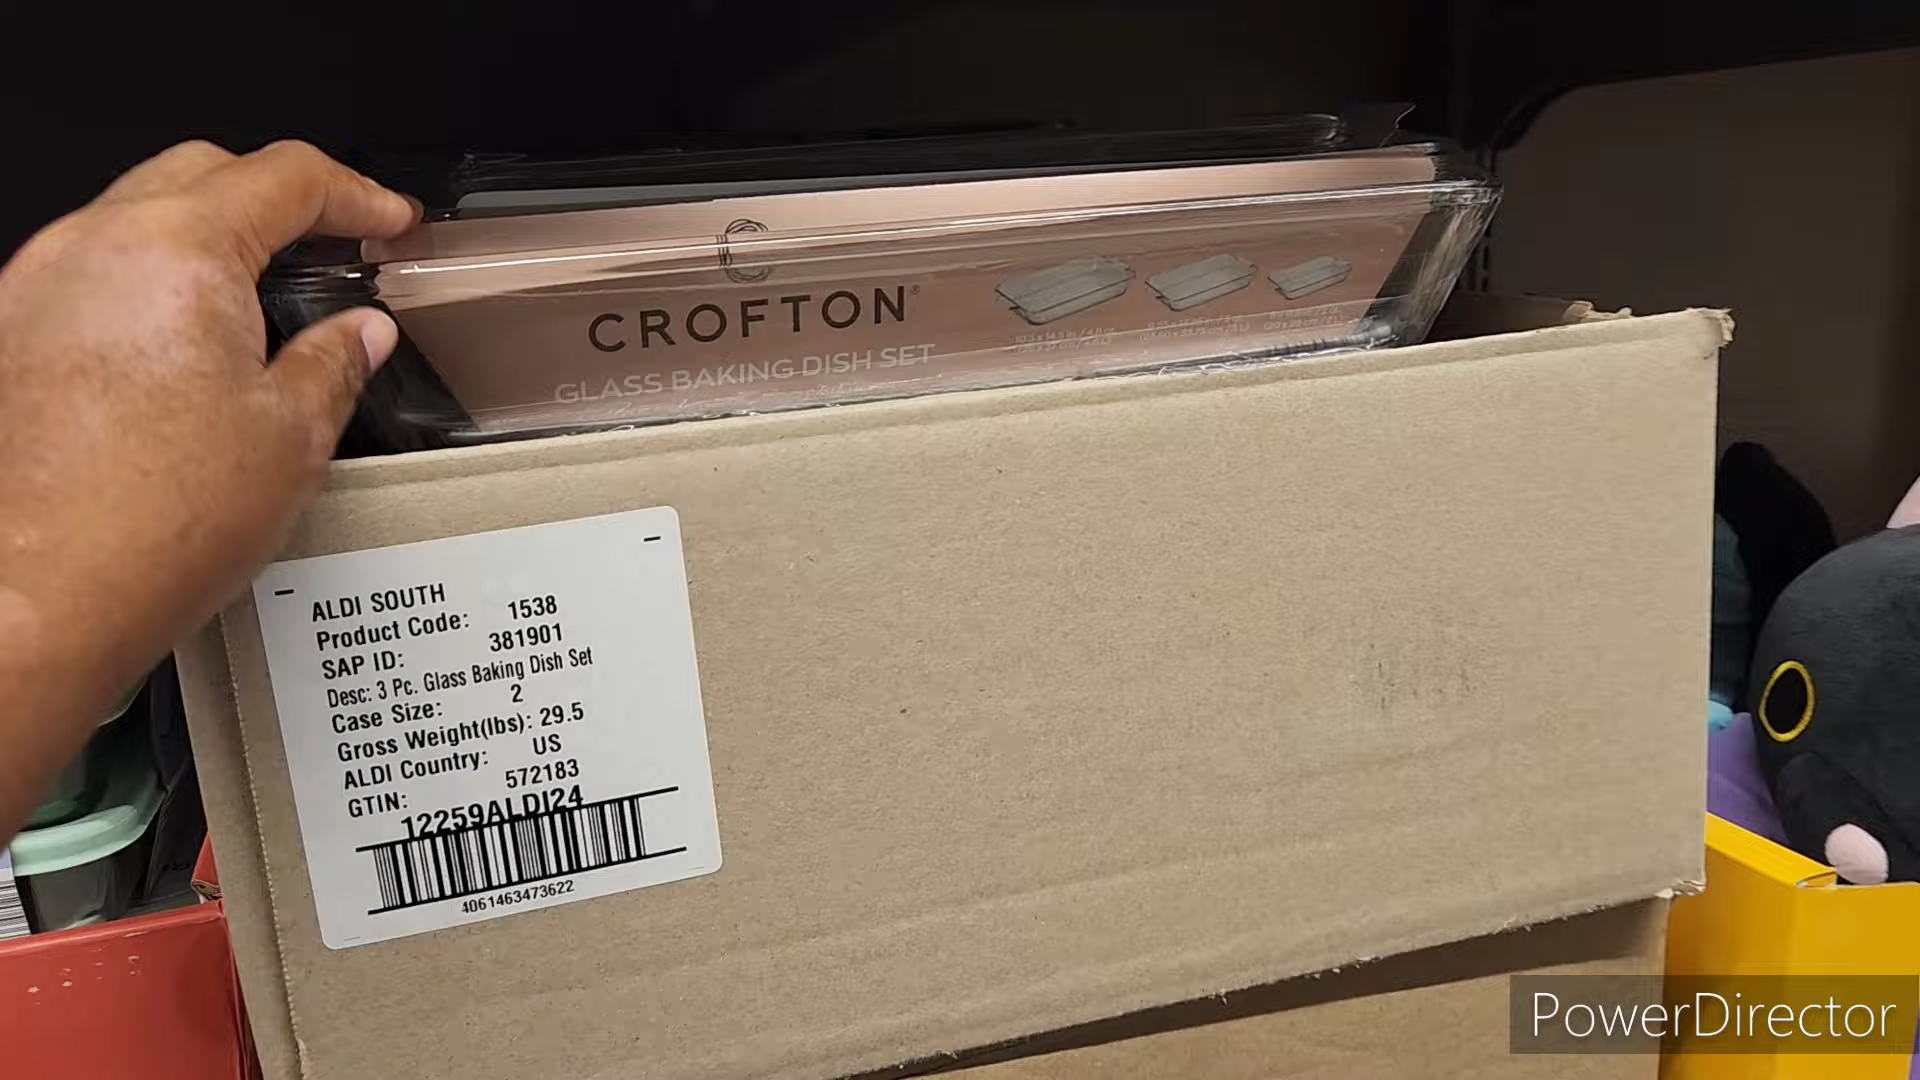 CROFTON®
GLASS BAKING DISH SET
ALDI SOUTH
Product Code: 1538
SAP ID: 381901
Desc: 3 Pc. Glass Baking Dish Set
Case Size: 2
Gross Weight(lbs): 29.5
ALDI Country: US
GTIN: 572183
12259ALDI24
4061463473622
PowerDirector